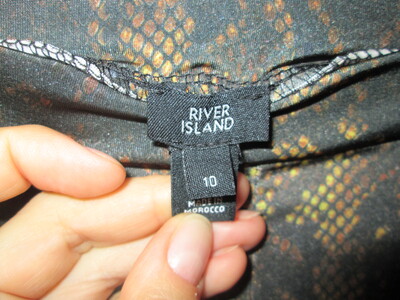 RIVER
ISLAND
10
MADE IN
MOROCCO